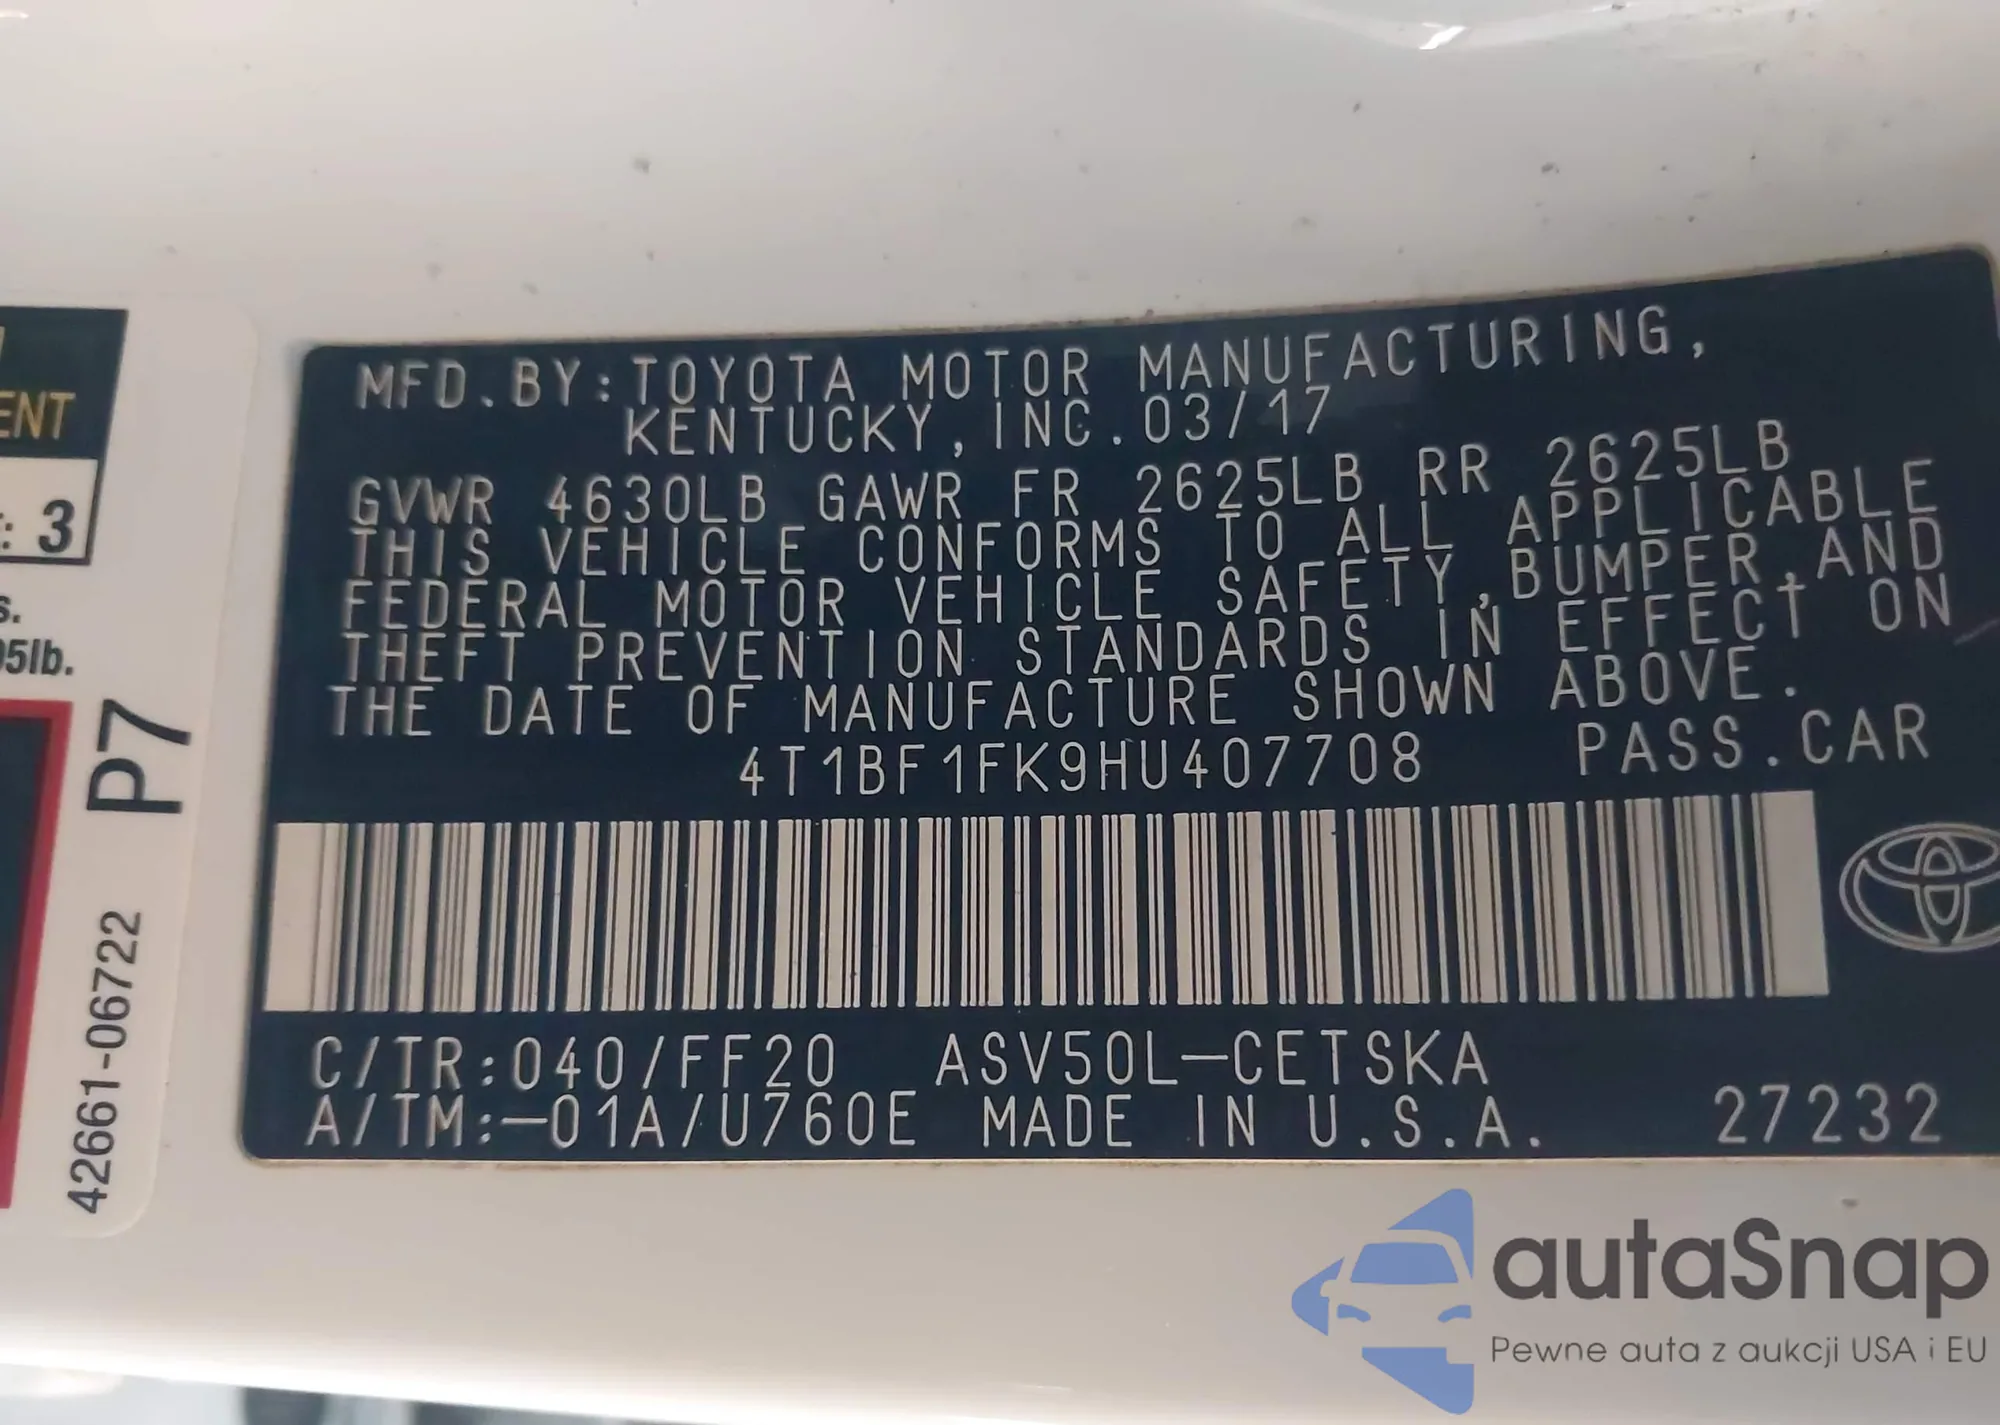 ENT
: 3
s.
05lb.
P7
42661-06722
MFD.BY:TOYOTA MOTOR MANUFACTURING,
KENTUCKY,INC.03/17
GVWR 4630LB GAWR FR 2625LB RR 2625LB
THIS VEHICLE CONFORMS TO ALL APPLICABLE
FEDERAL MOTOR VEHICLE SAFETY,BUMPER,AND
THEFT PREVENTION STANDARDS IN EFFECT ON
THE DATE OF MANUFACTURE SHOWN ABOVE.
4T1BF1FK9HU407708 PASS.CAR
C/TR:040/FF20 ASV50L-CETSKA
A/TM:-01A/U760E MADE IN U.S.A. 27232
autaSnap
Pewne auta z aukcji USA i EU